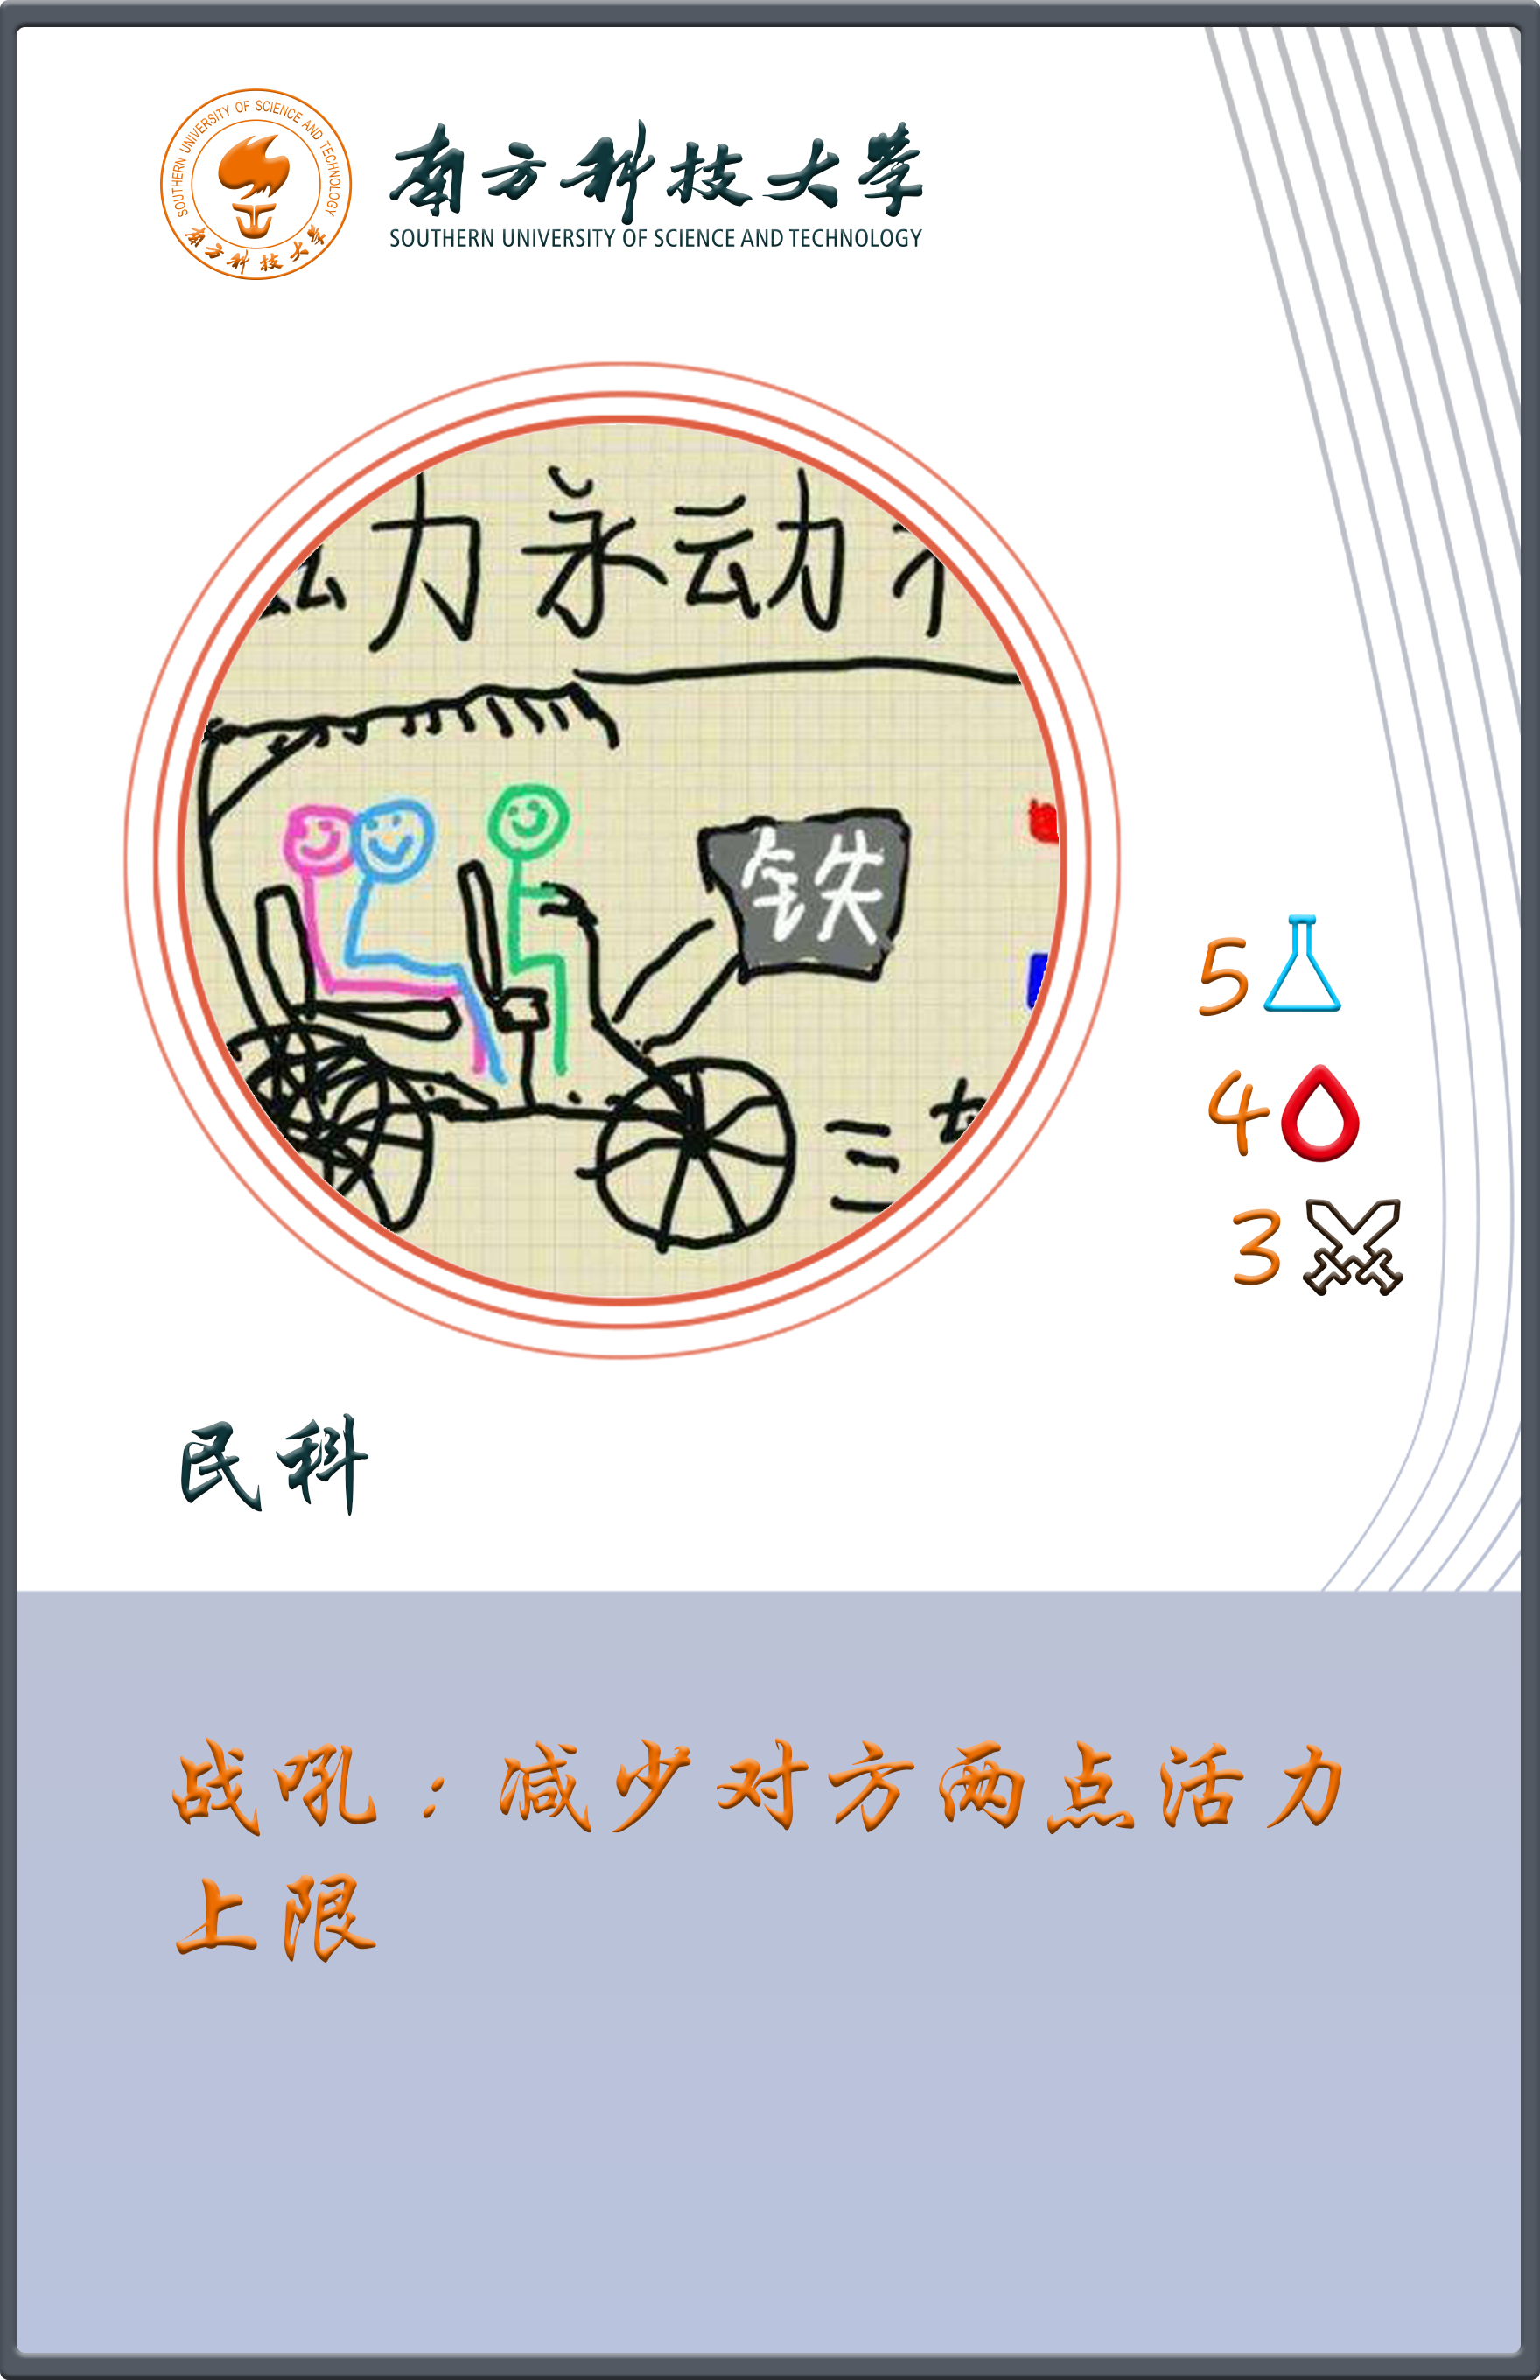 SOUTHERN UNIVERSITY OF SCIENCE AND TECHNOLOGY
南方科技大学
南方科技大学
SOUTHERN UNIVERSITY OF SCIENCE AND TECHNOLOGY
力永动
铁
5
4
3
民科
战吼：减少对方两点活力
上限